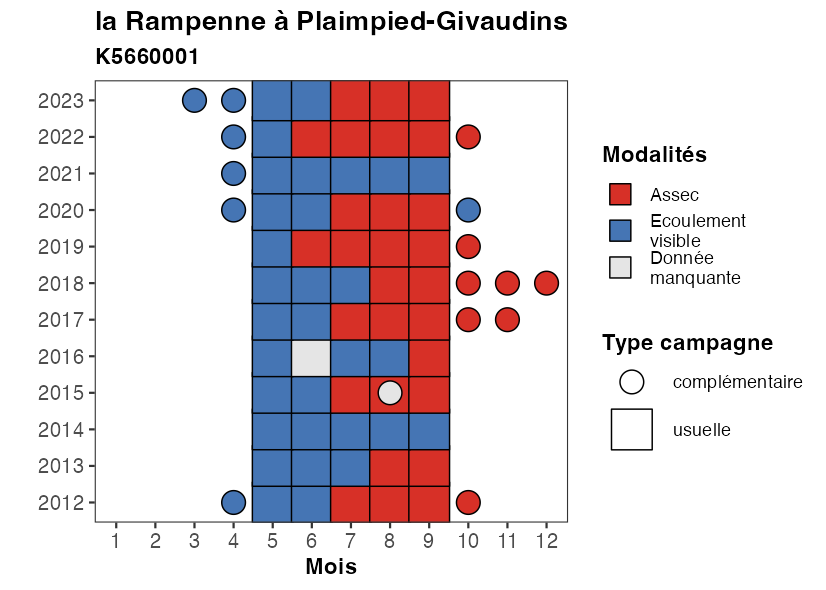 la Rampenne à Plaimpied-Givaudins
K5660001
2023
2022
2021
2020
2019
2018
2017
2016
2015
2014
2013
2012
1 2 3 4 5 6 7 8 9 10 11 12
Mois
Modalités
Assec
Ecoulement
visible
Donnée
manquante
Type campagne
complémentaire
usuelle